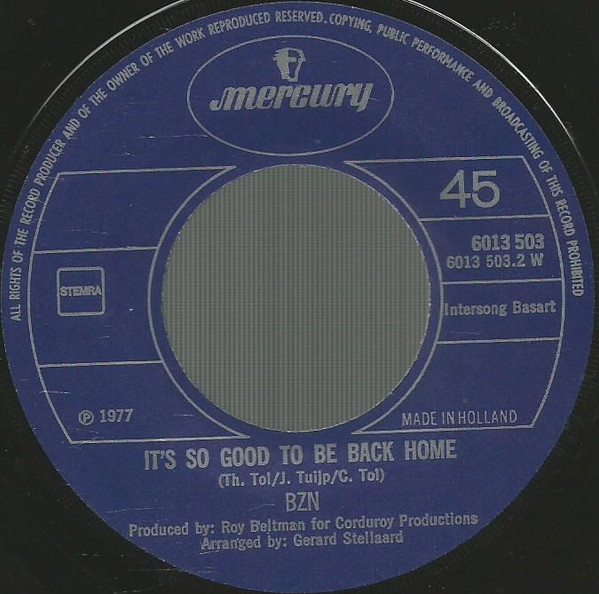 ALL RIGHTS OF THE RECORD PRODUCER AND OF THE OWNER OF THE WORK REPRODUCED RESERVED. COPYING, PUBLIC PERFORMANCE AND BROADCASTING OF THIS RECORD PROHIBITED
mercury
45
6013 503
6013 503.2 W
STEMRA
Intersong Basart
℗ 1977
MADE IN HOLLAND
IT'S SO GOOD TO BE BACK HOME
(Th. Tol/J. Tuijp/C. Tol)
BZN
Produced by: Roy Beltman for Corduroy Productions
Arranged by: Gerard Stellaard